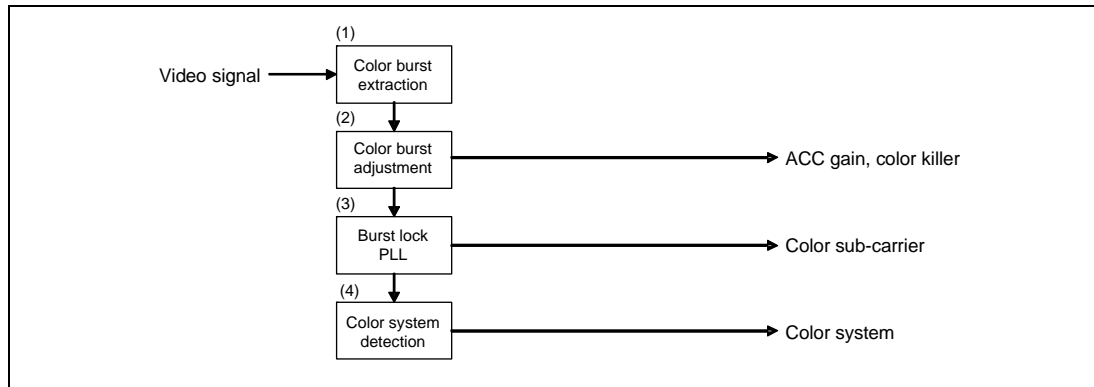 (1)
Video signal
Color burst
extraction
(2)
Color burst
adjustment
ACC gain, color killer
(3)
Burst lock
PLL
Color sub-carrier
(4)
Color system
detection
Color system